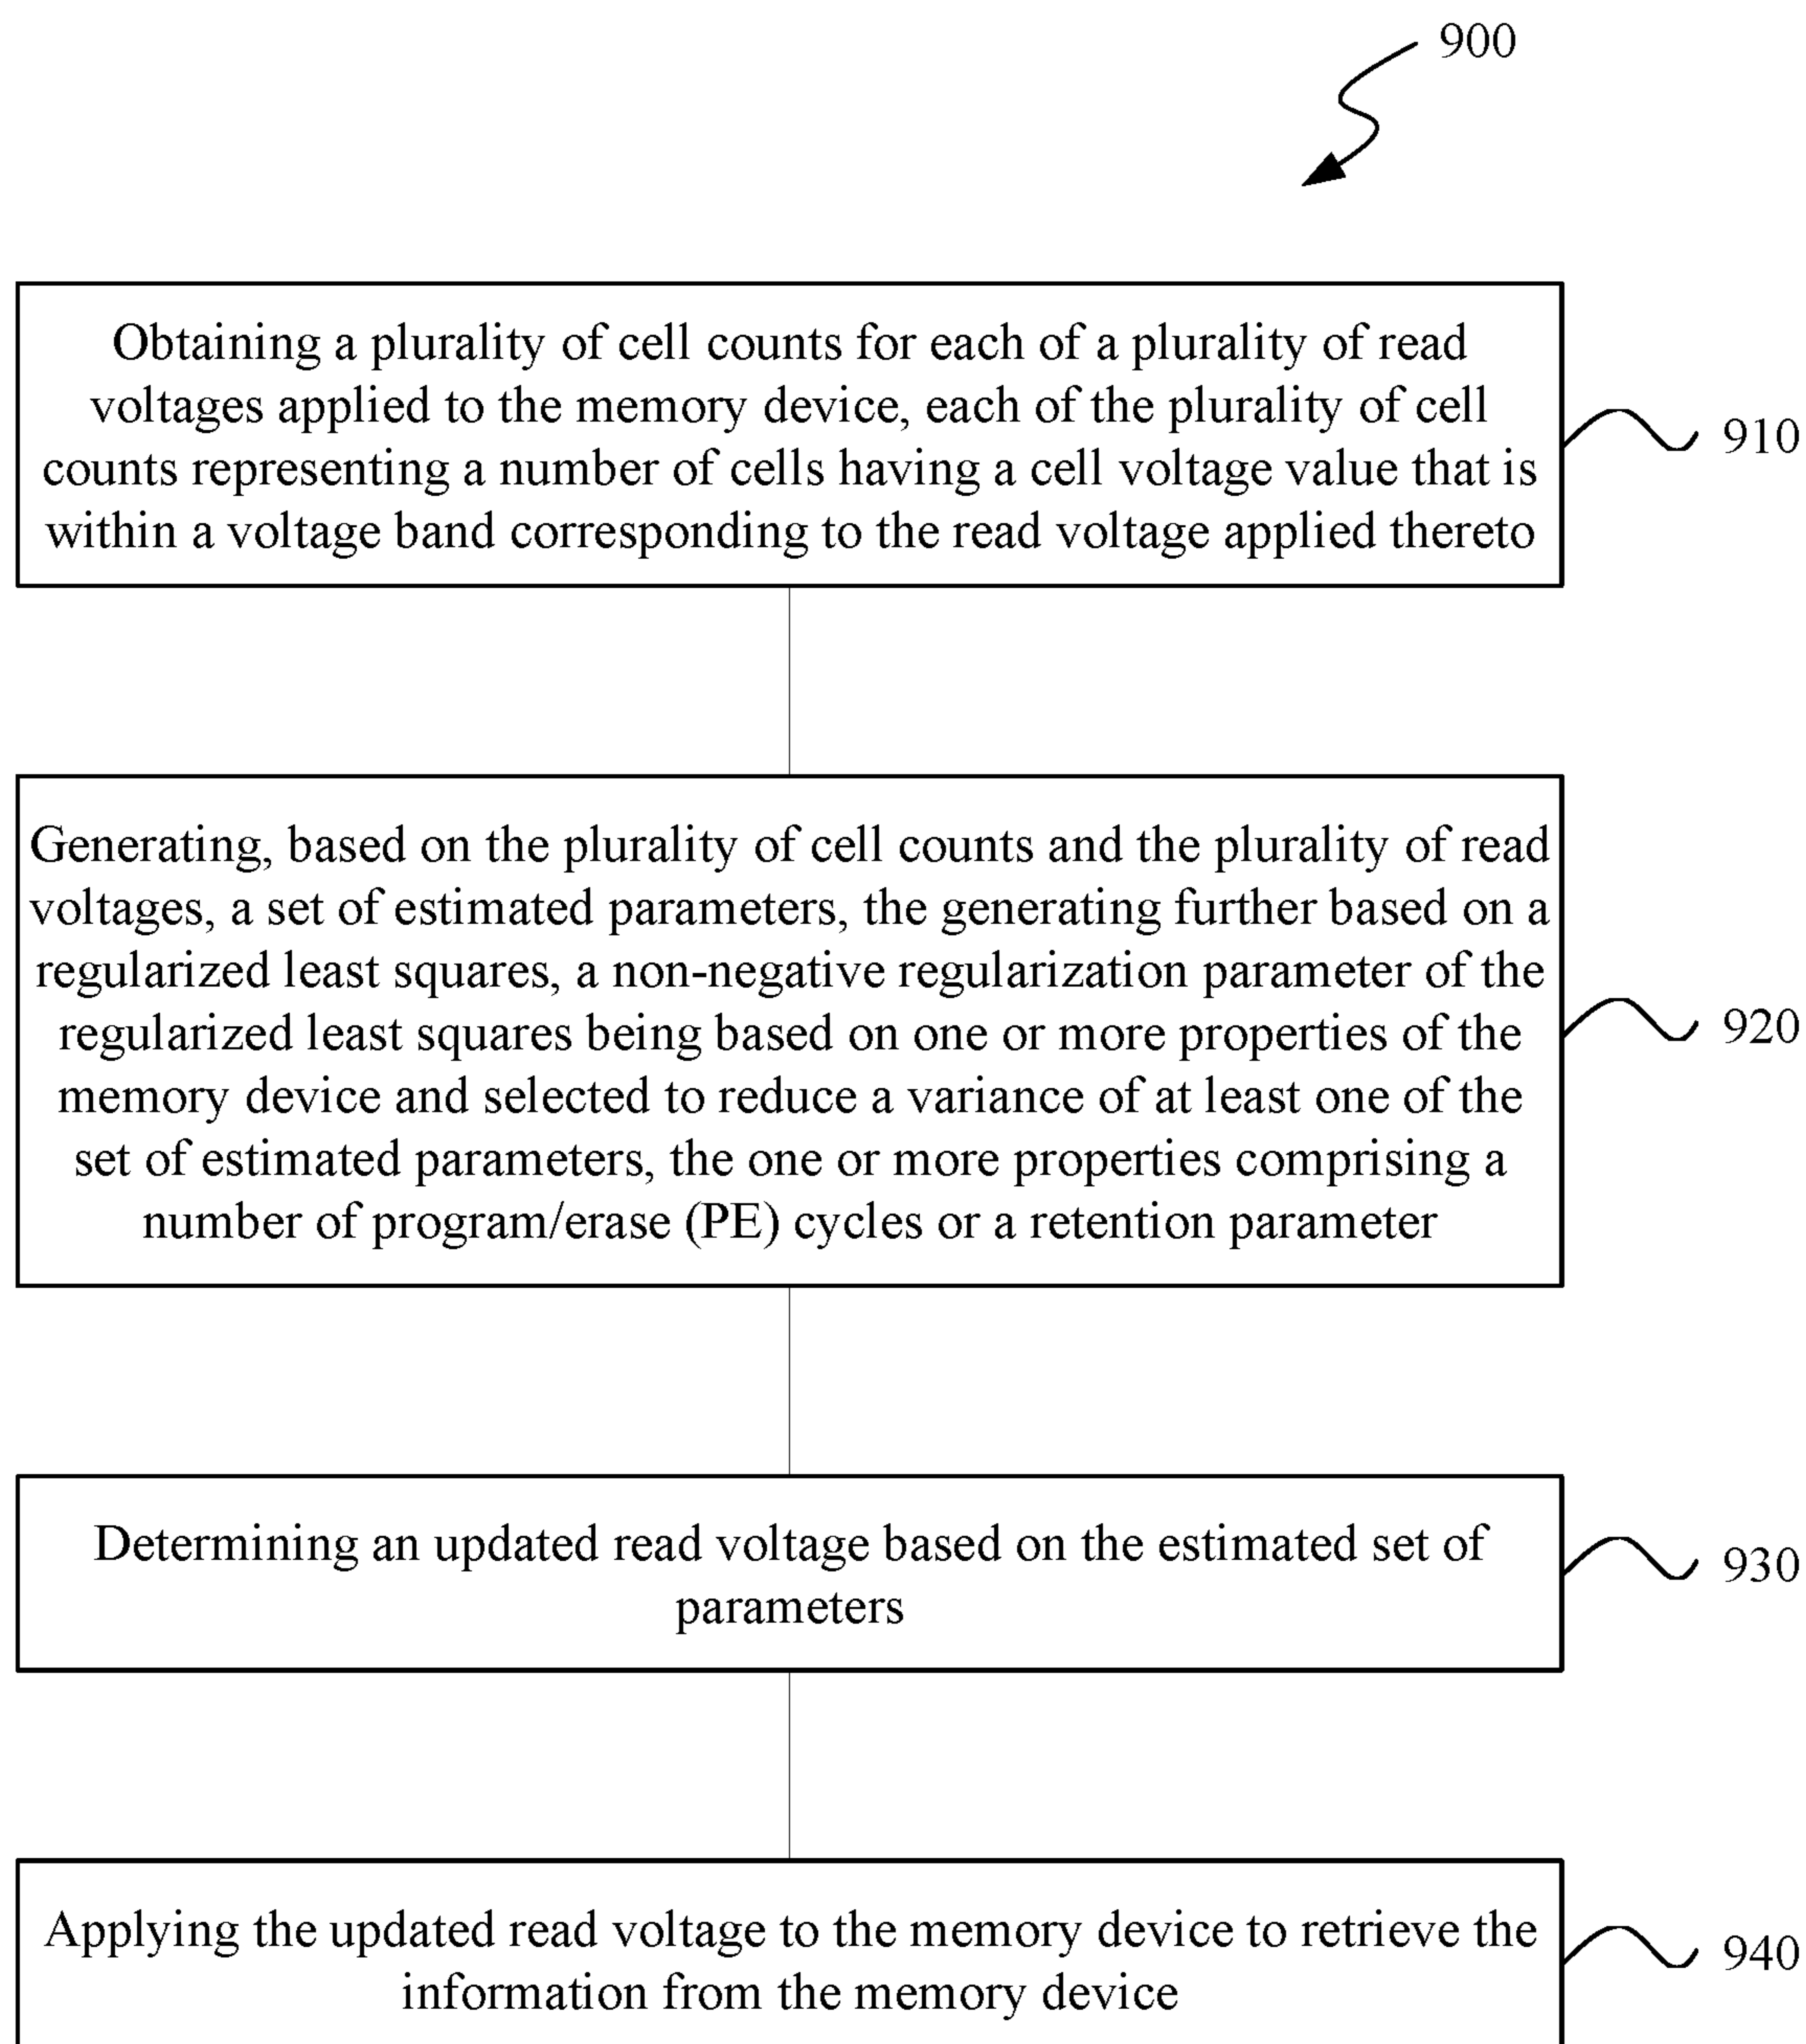 900
Obtaining a plurality of cell counts for each of a plurality of read
voltages applied to the memory device, each of the plurality of cell
counts representing a number of cells having a cell voltage value that is
within a voltage band corresponding to the read voltage applied thereto
910
Generating, based on the plurality of cell counts and the plurality of read
voltages, a set of estimated parameters, the generating further based on a
regularized least squares, a non-negative regularization parameter of the
regularized least squares being based on one or more properties of the
memory device and selected to reduce a variance of at least one of the
set of estimated parameters, the one or more properties comprising a
number of program/erase (PE) cycles or a retention parameter
920
Determining an updated read voltage based on the estimated set of
parameters
930
Applying the updated read voltage to the memory device to retrieve the
information from the memory device
940